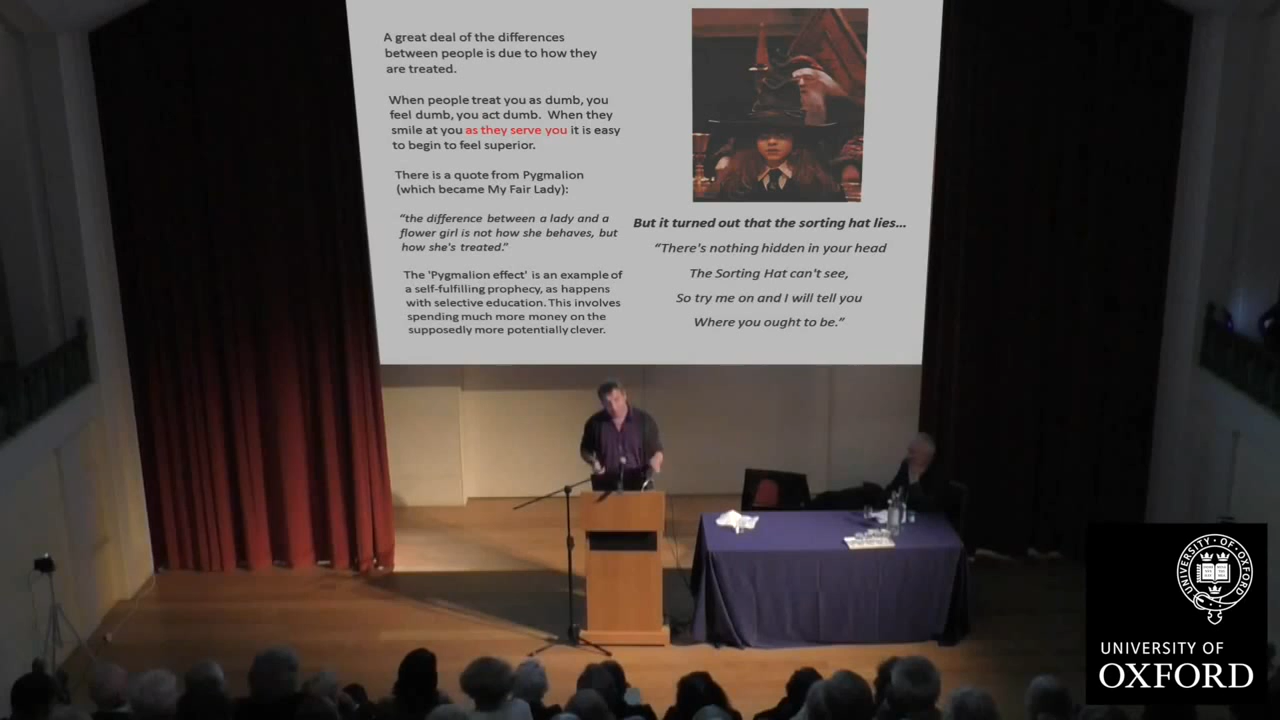 A great deal of the differences
between people is due to how they
are treated.
When people treat you as dumb, you
feel dumb, you act dumb. When they
smile at you as they serve you it is easy
to begin to feel superior.
There is a quote from Pygmalion
(which became My Fair Lady):
“the difference between a lady and a
flower girl is not how she behaves, but
how she's treated.”
The 'Pygmalion effect' is an example of
a self-fulfilling prophecy, as happens
with selective education. This involves
spending much more money on the
supposedly more potentially clever.
But it turned out that the sorting hat lies...
“There's nothing hidden in your head
The Sorting Hat can't see,
So try me on and I will tell you
Where you ought to be.”
UNIVERSITY · OF · OXFORD
UNIVERSITY OF
OXFORD